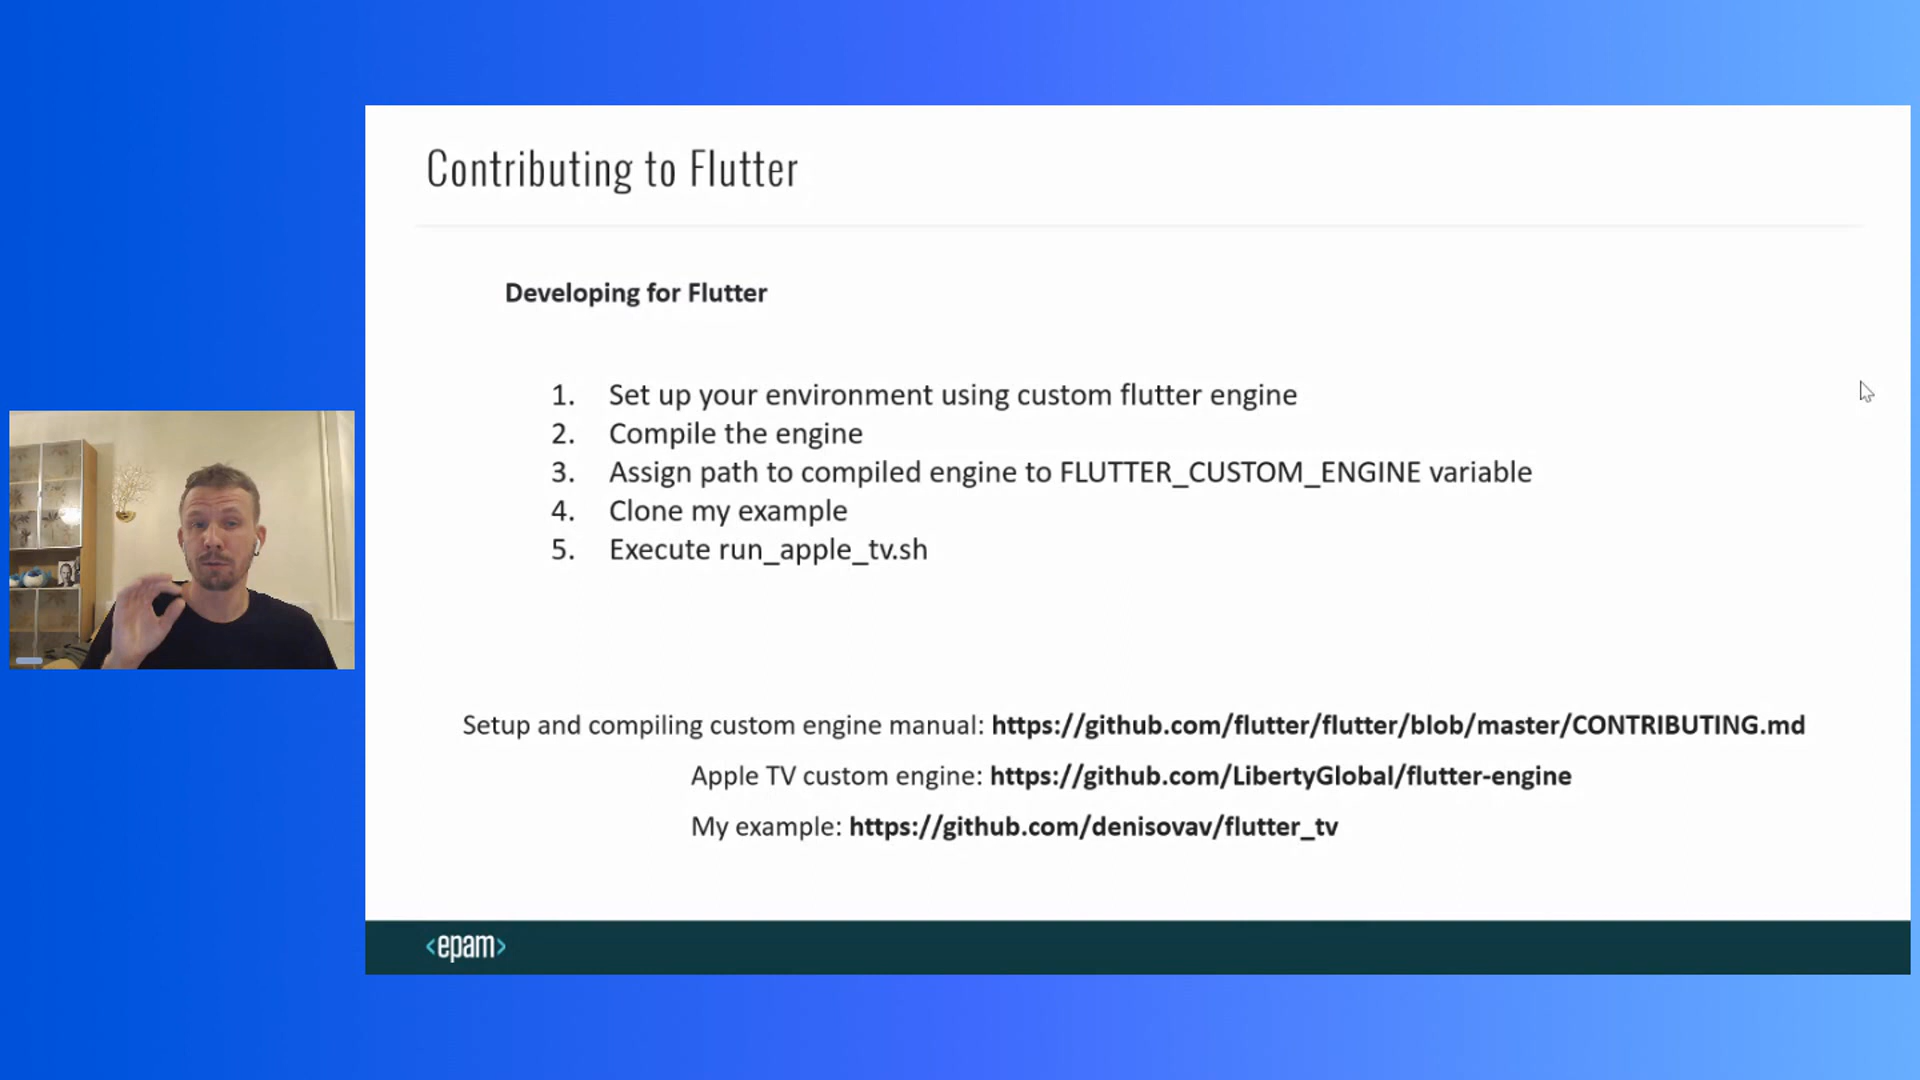 Contributing to Flutter
Developing for Flutter
1. Set up your environment using custom flutter engine
2. Compile the engine
3. Assign path to compiled engine to FLUTTER_CUSTOM_ENGINE variable
4. Clone my example
5. Execute run_apple_tv.sh
Setup and compiling custom engine manual: https://github.com/flutter/flutter/blob/master/CONTRIBUTING.md
Apple TV custom engine: https://github.com/LibertyGlobal/flutter-engine
My example: https://github.com/denisovav/flutter_tv
<epam>